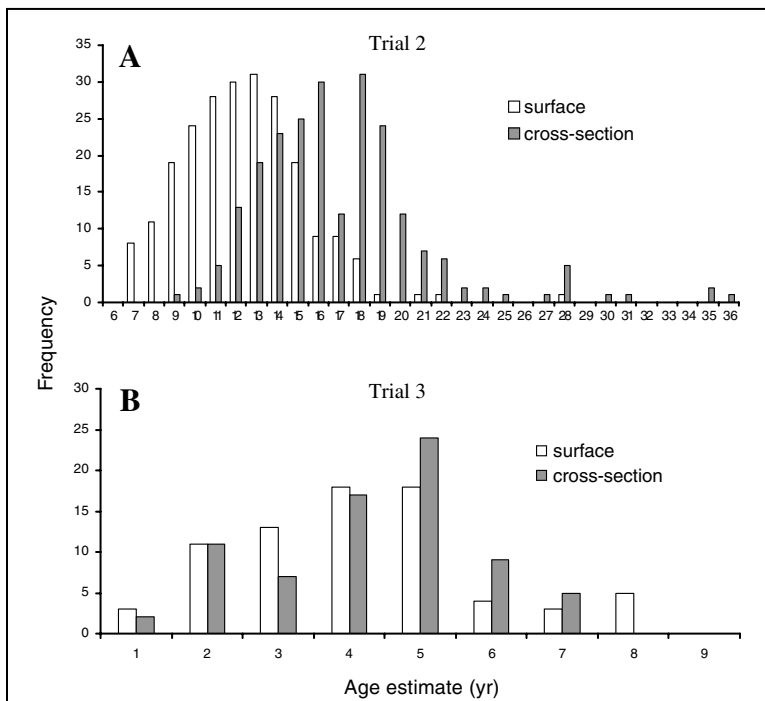 A
Trial 2
35
30
25
20
15
10
5
0
surface
cross-section
6 7 8 9 10 11 12 13 14 15 16 17 18 19 20 21 22 23 24 25 26 27 28 29 30 31 32 33 34 35 36
Frequency
B
Trial 3
30
25
20
15
10
5
0
surface
cross-section
1 2 3 4 5 6 7 8 9
Age estimate (yr)